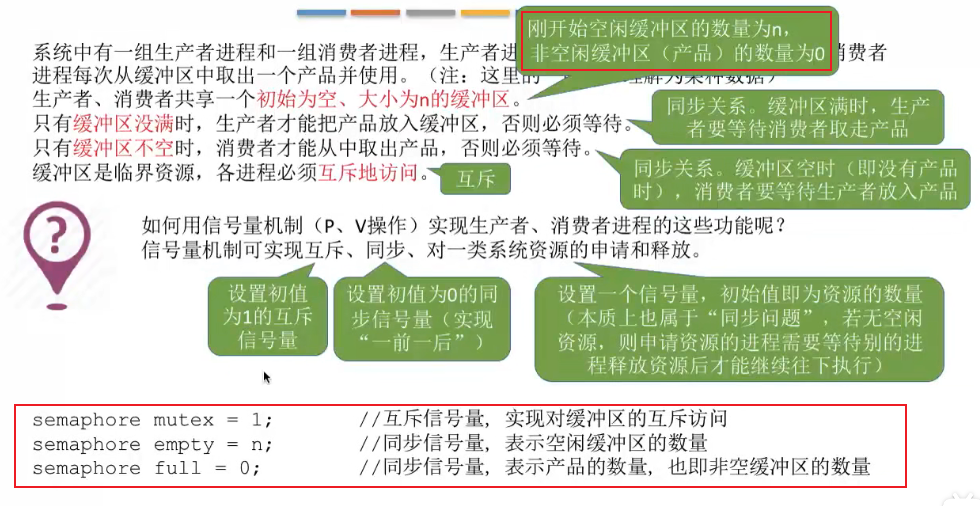 刚开始空闲缓冲区的数量为n，
非空闲缓冲区（产品）的数量为0
系统中有一组生产者进程和一组消费者进程，生产者进
消费者
进程每次从缓冲区中取出一个产品并使用。（注：这里的
生产者、消费者共享一个初始为空、大小为n的缓冲区。
只有缓冲区没满时，生产者才能把产品放入缓冲区，否则必须等待。
同步关系。缓冲区满时，生产
者要等待消费者取走产品
只有缓冲区不空时，消费者才能从中取出产品，否则必须等待。
缓冲区是临界资源，各进程必须互斥地访问。
互斥
同步关系。缓冲区空时（即没有产品
时），消费者要等待生产者放入产品
?
如何用信号量机制（P、V操作）实现生产者、消费者进程的这些功能呢？
信号量机制可实现互斥、同步、对一类系统资源的申请和释放。
设置初值
为1的互斥
信号量
设置初值为0的同
步信号量（实现
“一前一后”）
设置一个信号量，初始值即为资源的数量
（本质上也属于“同步问题”，若无空闲
资源，则申请资源的进程需要等待别的进
程释放资源后才能继续往下执行）
semaphore mutex = 1; //互斥信号量，实现对缓冲区的互斥访问
semaphore empty = n; //同步信号量，表示空闲缓冲区的数量
semaphore full = 0; //同步信号量，表示产品的数量，也即非空缓冲区的数量